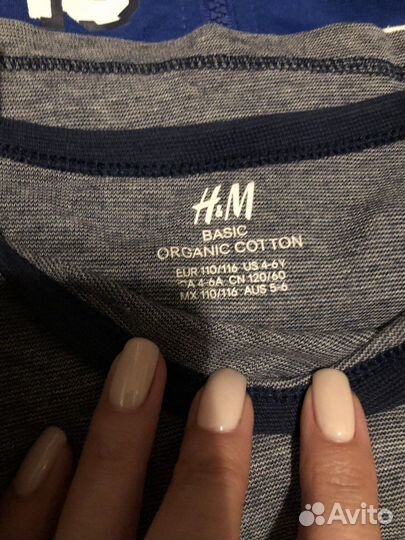 H&M
BASIC
ORGANIC COTTON
EUR 110/116 US 4-6Y
CA 4-6A CN 120/60
MX 110/116 AUS 5-6
Avito